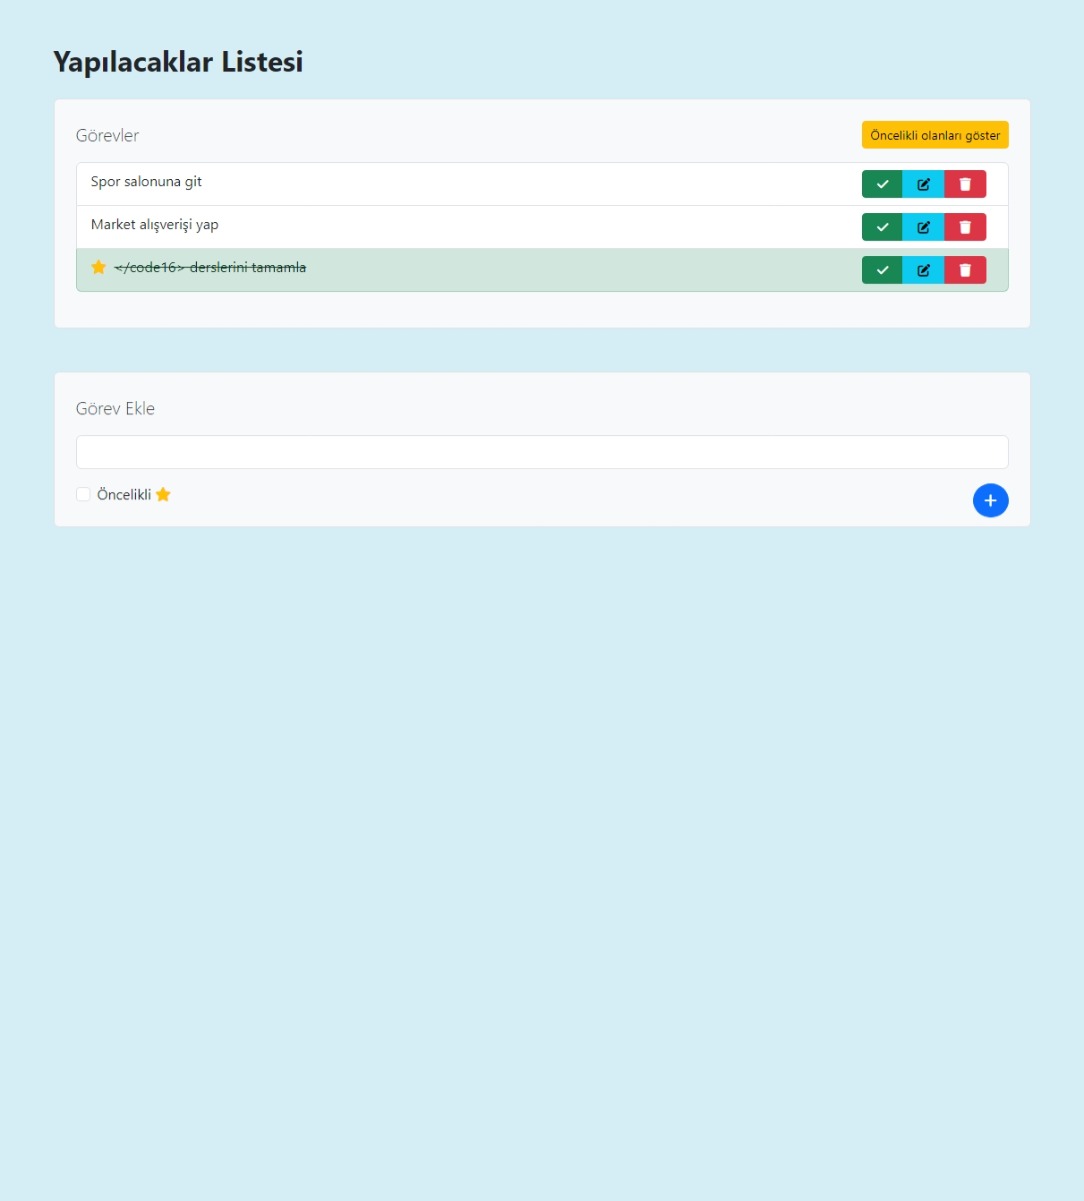 Yapılacaklar Listesi
Görevler
Öncelikli olanları göster
Spor salonuna git
Market alışverişi yap
</code16> derslerini tamamla
Görev Ekle
Öncelikli